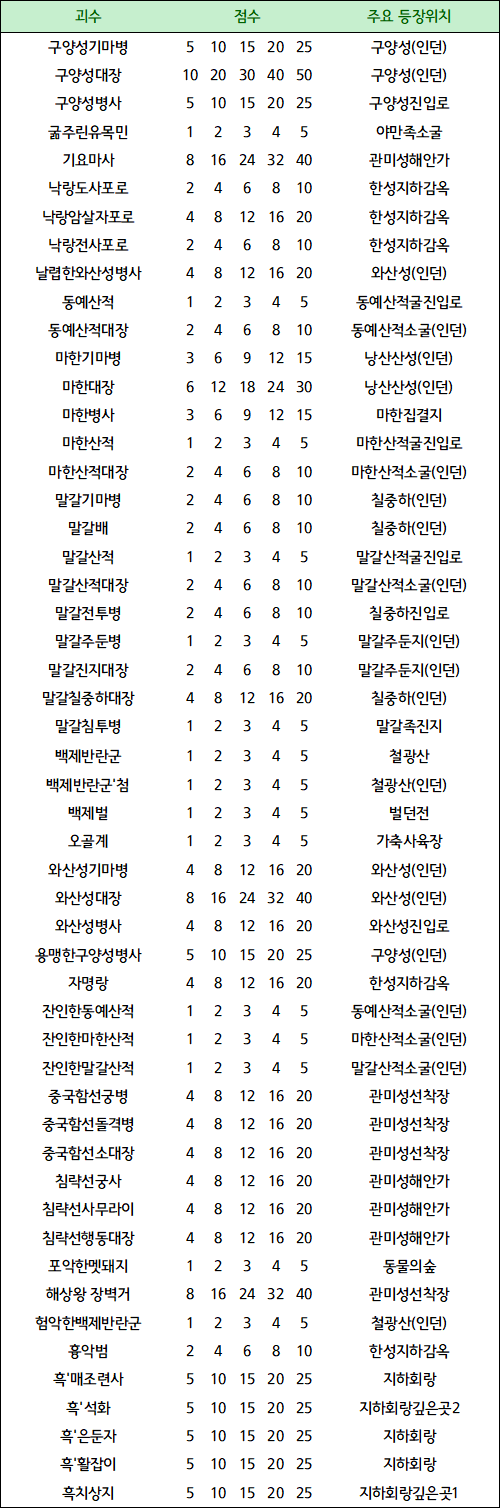 괴수 점수 주요 등장위치
구양성기마병 5 10 15 20 25 구양성(인던)
구양성대장 10 20 30 40 50 구양성(인던)
구양성병사 5 10 15 20 25 구양성진입로
굶주린유목민 1 2 3 4 5 야만족소굴
기요마사 8 16 24 32 40 관미성해안가
낙랑도사포로 2 4 6 8 10 한성지하감옥
낙랑암살자포로 4 8 12 16 20 한성지하감옥
낙랑전사포로 2 4 6 8 10 한성지하감옥
날렵한와산성병사 4 8 12 16 20 와산성(인던)
동예산적 1 2 3 4 5 동예산적굴진입로
동예산적대장 2 4 6 8 10 동예산적소굴(인던)
마한기마병 3 6 9 12 15 낭산산성(인던)
마한대장 6 12 18 24 30 낭산산성(인던)
마한병사 3 6 9 12 15 마한집결지
마한산적 1 2 3 4 5 마한산적굴진입로
마한산적대장 2 4 6 8 10 마한산적소굴(인던)
말갈기마병 2 4 6 8 10 칠중하(인던)
말갈배 2 4 6 8 10 칠중하(인던)
말갈산적 1 2 3 4 5 말갈산적굴진입로
말갈산적대장 2 4 6 8 10 말갈산적소굴(인던)
말갈전투병 2 4 6 8 10 칠중하진입로
말갈주둔병 1 2 3 4 5 말갈주둔지(인던)
말갈진지대장 2 4 6 8 10 말갈주둔지(인던)
말갈칠중하대장 4 8 12 16 20 칠중하(인던)
말갈침투병 1 2 3 4 5 말갈족진지
백제반란군 1 2 3 4 5 철광산
백제반란군'첨 1 2 3 4 5 철광산(인던)
백제벌 1 2 3 4 5 벌던전
오골계 1 2 3 4 5 가축사육장
와산성기마병 4 8 12 16 20 와산성(인던)
와산성대장 8 16 24 32 40 와산성(인던)
와산성병사 4 8 12 16 20 와산성진입로
용맹한구양성병사 5 10 15 20 25 구양성(인던)
자명랑 4 8 12 16 20 한성지하감옥
잔인한동예산적 1 2 3 4 5 동예산적소굴(인던)
잔인한마한산적 1 2 3 4 5 마한산적소굴(인던)
잔인한말갈산적 1 2 3 4 5 말갈산적소굴(인던)
중국함선궁병 4 8 12 16 20 관미성선착장
중국함선돌격병 4 8 12 16 20 관미성선착장
중국함선소대장 4 8 12 16 20 관미성선착장
침략선궁사 4 8 12 16 20 관미성해안가
침략선사무라이 4 8 12 16 20 관미성해안가
침략선행동대장 4 8 12 16 20 관미성해안가
포악한멧돼지 1 2 3 4 5 동물의숲
해상왕 장벽거 8 16 24 32 40 관미성선착장
험악한백제반란군 1 2 3 4 5 철광산(인던)
흉악범 2 4 6 8 10 한성지하감옥
흑'매조련사 5 10 15 20 25 지하회랑
흑'석화 5 10 15 20 25 지하회랑깊은곳2
흑'은둔자 5 10 15 20 25 지하회랑
흑'활잡이 5 10 15 20 25 지하회랑
흑치상지 5 10 15 20 25 지하회랑깊은곳1